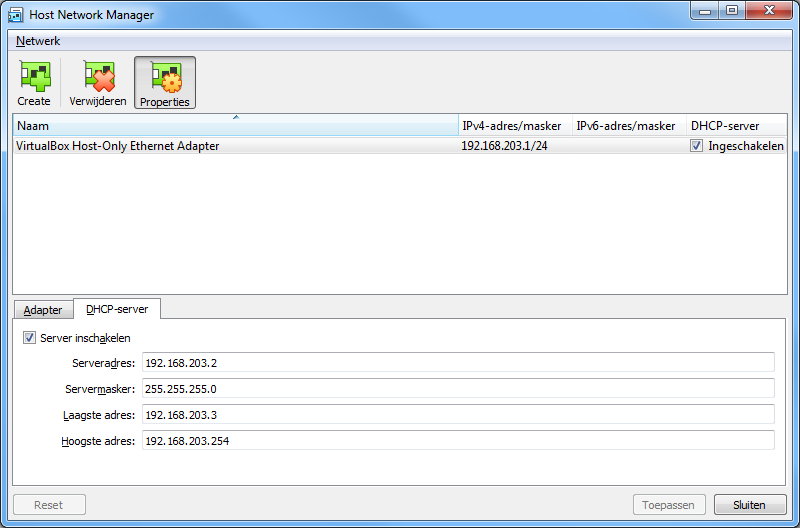 Host Network Manager
Netwerk
Create Verwijderen Properties
Naam IPv4-adres/masker IPv6-adres/masker DHCP-server
VirtualBox Host-Only Ethernet Adapter 192.168.203.1/24 Ingeschakelen
Adapter DHCP-server
Server inschakelen
Serveradres: 192.168.203.2
Servermasker: 255.255.255.0
Laagste adres: 192.168.203.3
Hoogste adres: 192.168.203.254
Reset Toepassen Sluiten